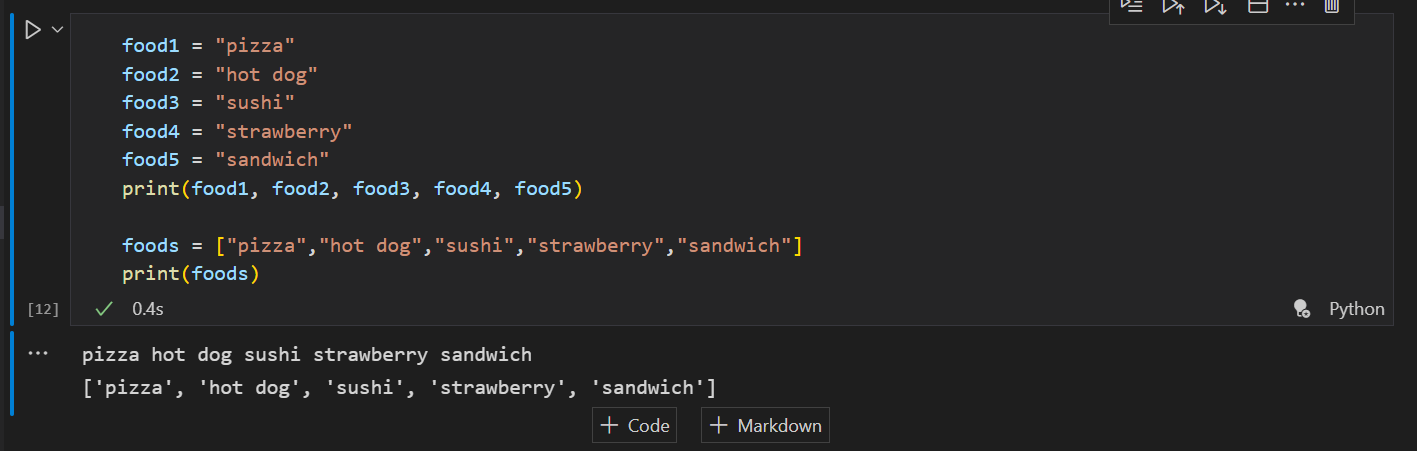 food1 = "pizza"
food2 = "hot dog"
food3 = "sushi"
food4 = "strawberry"
food5 = "sandwich"
print(food1, food2, food3, food4, food5)
foods = ["pizza","hot dog","sushi","strawberry","sandwich"]
print(foods)
[12] 0.4s Python
pizza hot dog sushi strawberry sandwich
['pizza', 'hot dog', 'sushi', 'strawberry', 'sandwich']
+ Code + Markdown